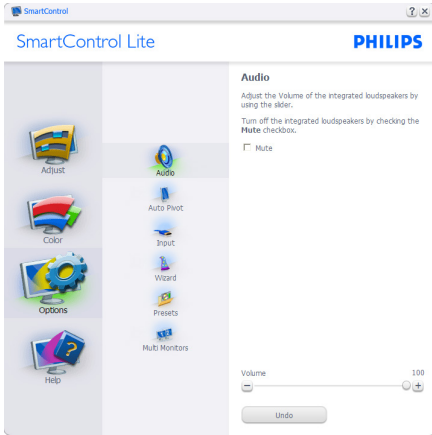 SmartControl
? ×
SmartControl Lite
PHILIPS
Adjust
Color
Options
Help
Audio
Auto Pivot
Input
Wizard
Presets
Multi Monitors
Audio
Adjust the Volume of the integrated loudspeakers by
using the slider.
Turn off the integrated loudspeakers by checking the
Mute checkbox.
Mute
Volume 100
Undo